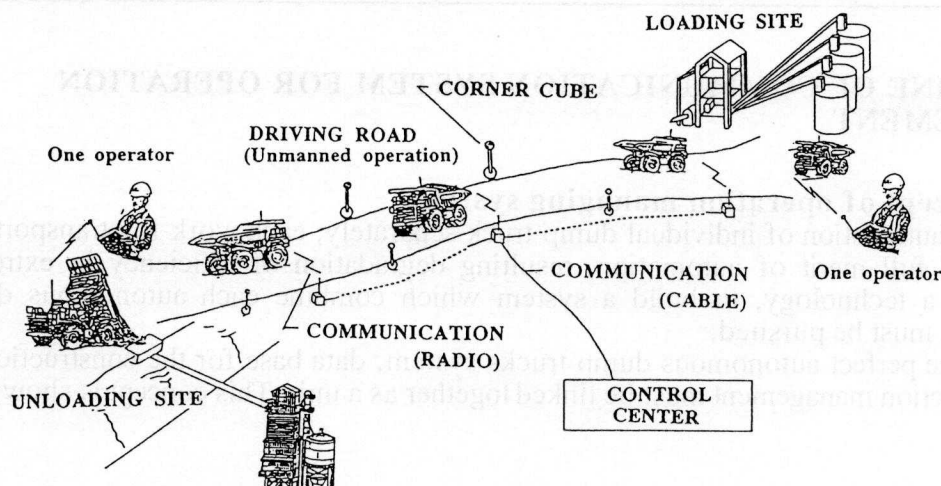 LOADING SITE
CORNER CUBE
DRIVING ROAD
(Unmanned operation)
One operator
COMMUNICATION
(CABLE)
One operator
COMMUNICATION
(RADIO)
UNLOADING SITE
CONTROL
CENTER